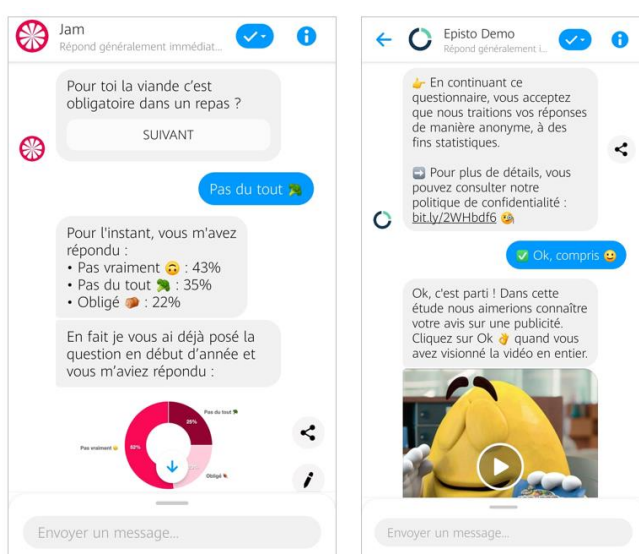 Jam
Répond généralement immédiat...
Pour toi la viande c'est
obligatoire dans un repas ?
SUIVANT
Pas du tout 🥦
Pour l'instant, vous m'avez
répondu :
• Pas vraiment 🙃 : 43%
• Pas du tout 🥦 : 35%
• Obligé 🥩 : 22%
En fait je vous ai déjà posé la
question en début d'année et
vous m'aviez répondu :
Pas du tout 🥦
25%
Pas vraiment
Obligé
Envoyer un message...
Episto Demo
Répond généralement i...
👉 En continuant ce
questionnaire, vous acceptez
que nous traitions vos réponses
de manière anonyme, à des
fins statistiques.
➡️ Pour plus de détails, vous
pouvez consulter notre
politique de confidentialité :
bit.ly/2WHbdf6 🧐
✅ Ok, compris 😀
Ok, c'est parti ! Dans cette
étude nous aimerions connaître
votre avis sur une publicité.
Cliquez sur Ok 👌 quand vous
avez visionné la vidéo en entier.
Envoyer un message...